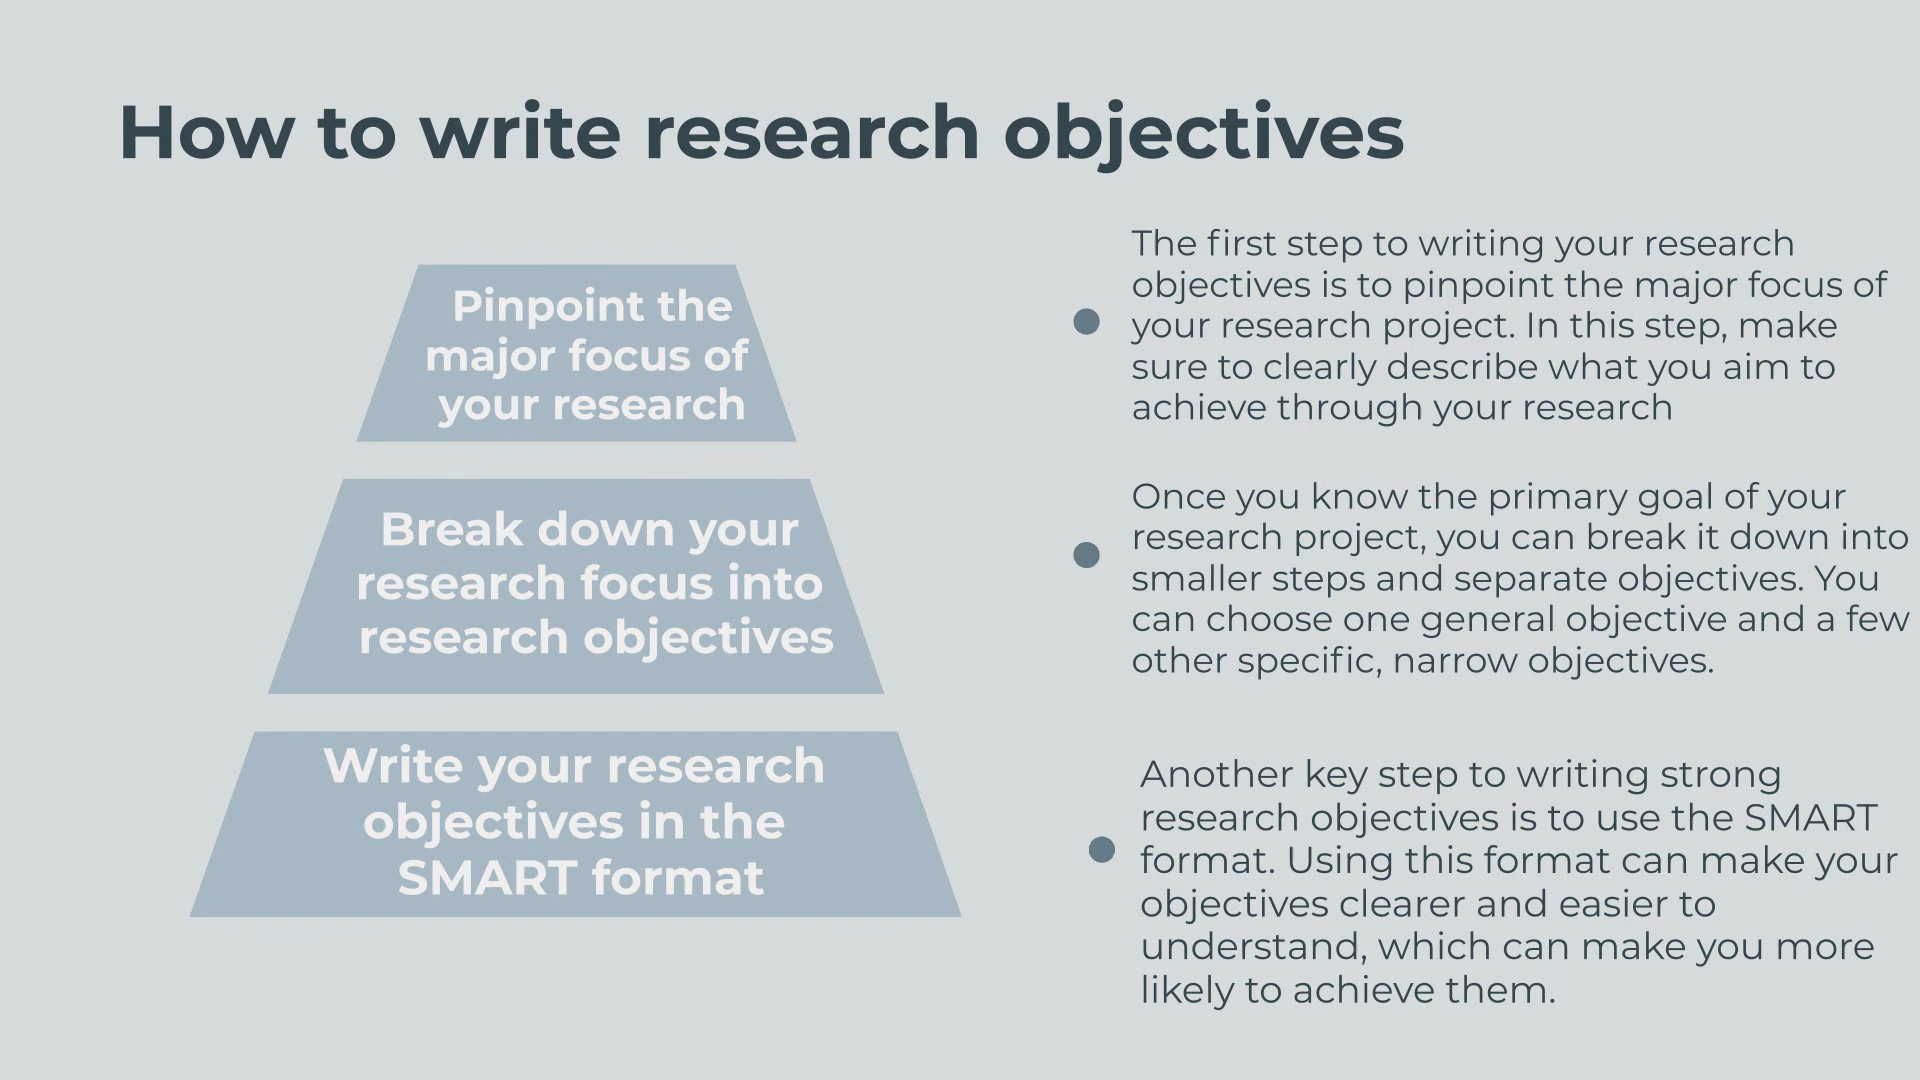 How to write research objectives
Pinpoint the
major focus of
your research
The first step to writing your research
objectives is to pinpoint the major focus of
your research project. In this step, make
sure to clearly describe what you aim to
achieve through your research
Break down your
research focus into
research objectives
Once you know the primary goal of your
research project, you can break it down into
smaller steps and separate objectives. You
can choose one general objective and a few
other specific, narrow objectives.
Write your research
objectives in the
SMART format
Another key step to writing strong
research objectives is to use the SMART
format. Using this format can make your
objectives clearer and easier to
understand, which can make you more
likely to achieve them.